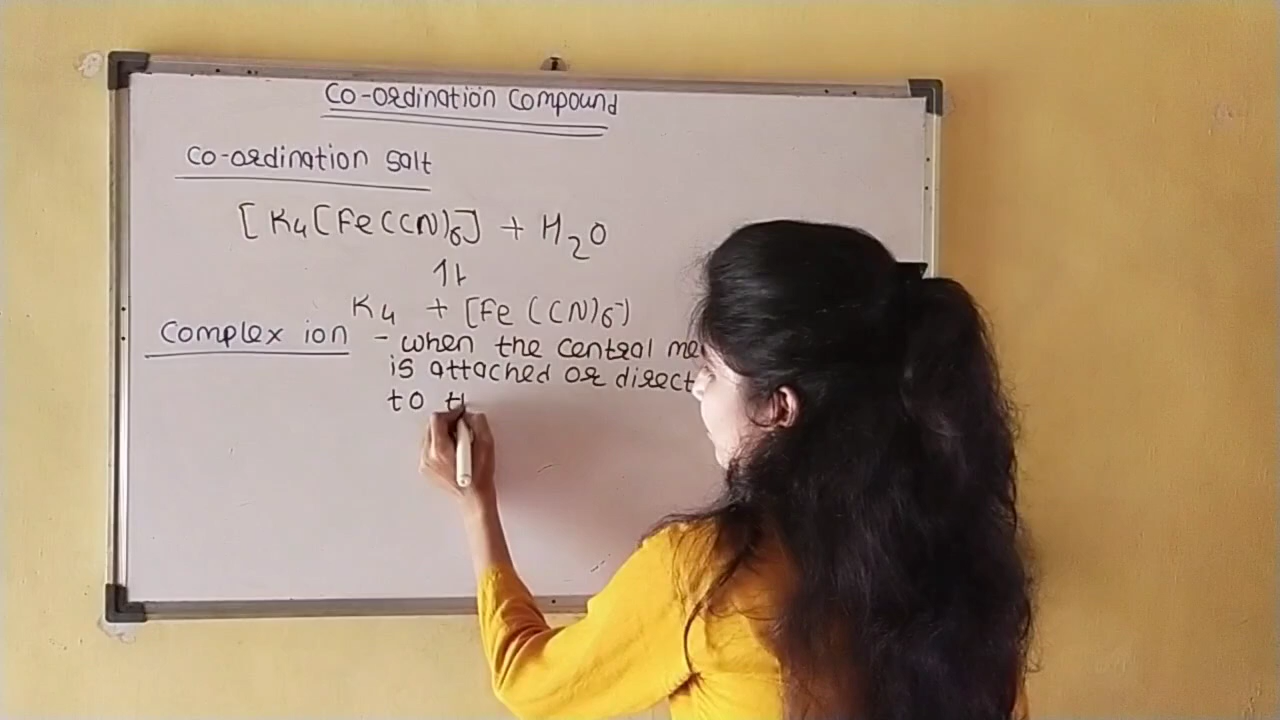 Co-ordination Compound
Co-ordination salt
[K₄[Fe(CN)₆] + H₂O
⇅
K₄ + [Fe (CN)₆⁻)
Complex ion - when the central
is attached or
to